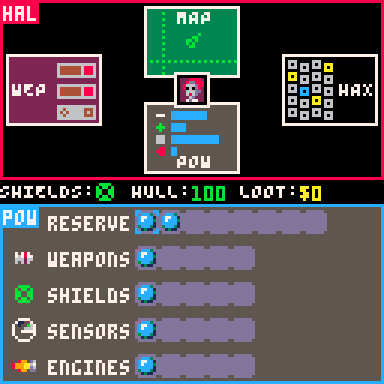 HAL
MAP
WEP
HAX
POW
SHIELDS: HULL:100 LOOT:$0
POW
RESERVE
WEAPONS
SHIELDS
SENSORS
ENGINES